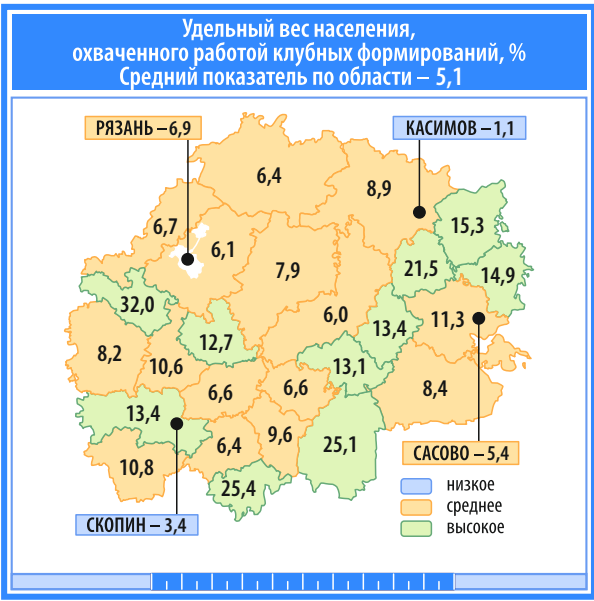 Удельный вес населения,
охваченного работой клубных формирований, %
Средний показатель по области – 5,1
РЯЗАНЬ – 6,9
КАСИМОВ – 1,1
6,4
8,9
6,7
15,3
6,1
7,9
21,5
14,9
32,0
6,0
13,4
11,3
12,7
8,2
10,6
13,1
6,6
6,6
8,4
13,4
6,4
9,6
25,1
10,8
25,4
САСОВО – 5,4
СКОПИН – 3,4
низкое
среднее
высокое